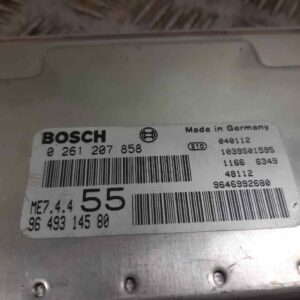 Made in Germany
BOSCH
0 261 207 858
040112
1039S01595
1166 6349
4B112
9646992680
ME7.4.4 55
96 493 145 80